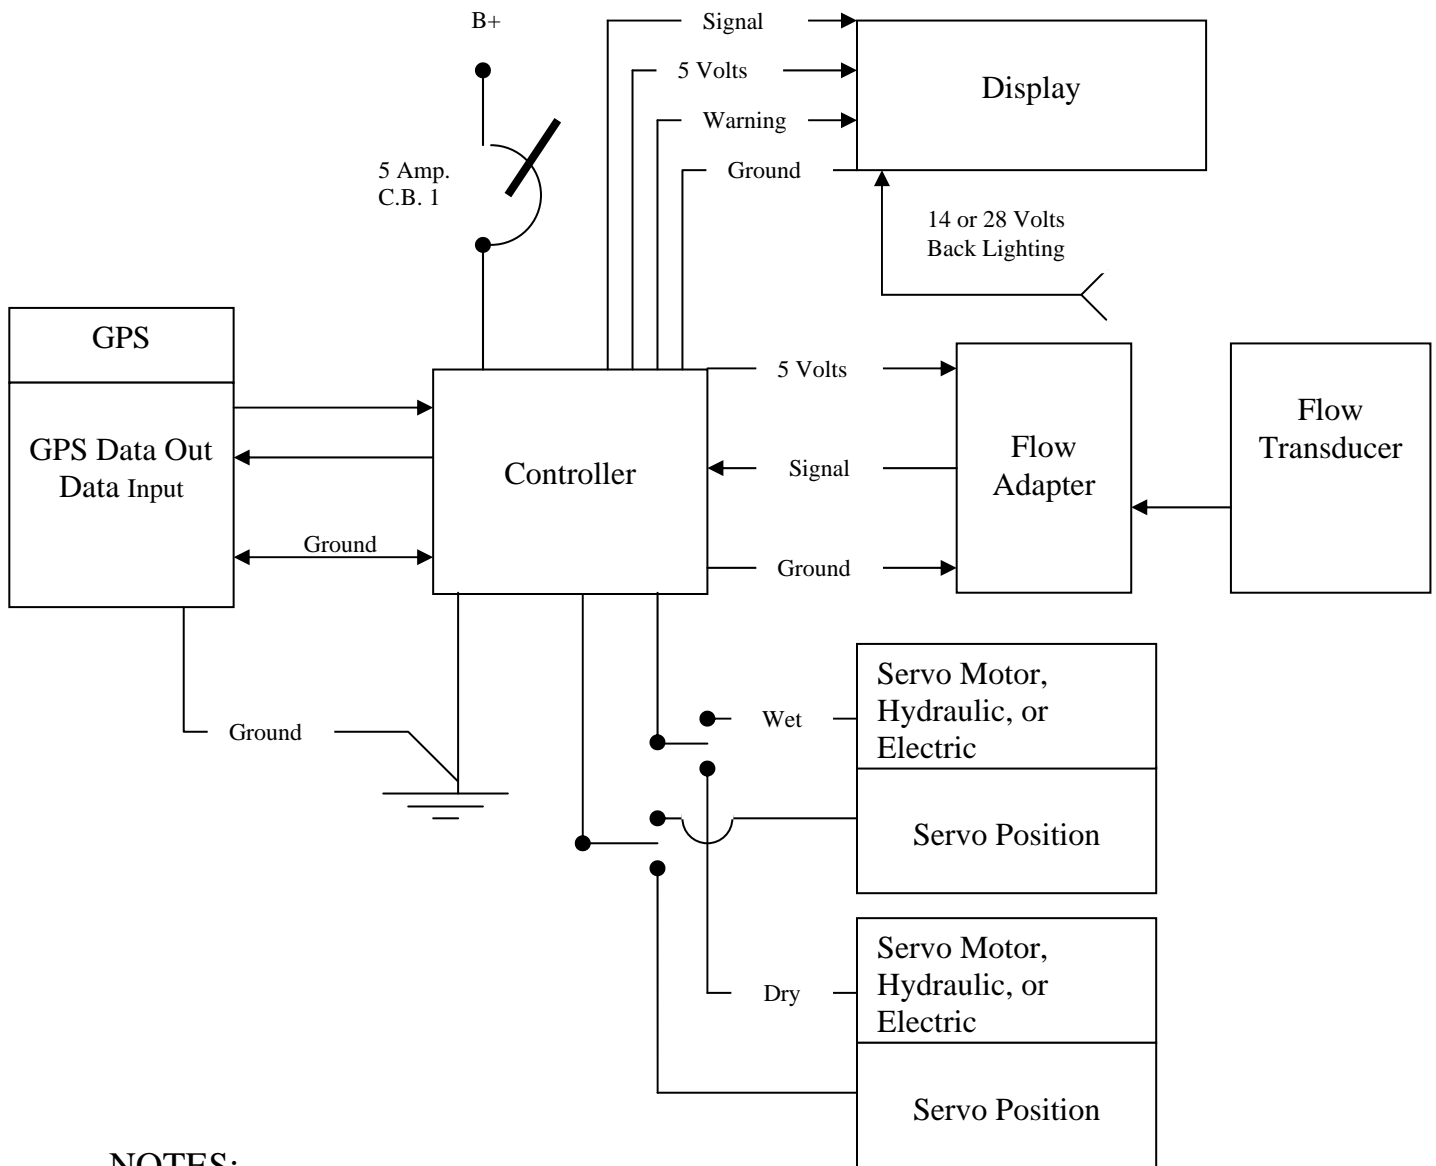 B+
Signal
5 Volts
Warning
Ground
Display
5 Amp.
C.B. 1
14 or 28 Volts
Back Lighting
GPS
GPS Data Out
Data Input
Ground
Controller
5 Volts
Signal
Ground
Flow
Adapter
Flow
Transducer
Ground
Wet
Servo Motor,
Hydraulic, or
Electric
Servo Position
Dry
Servo Motor,
Hydraulic, or
Electric
Servo Position
NOTES: